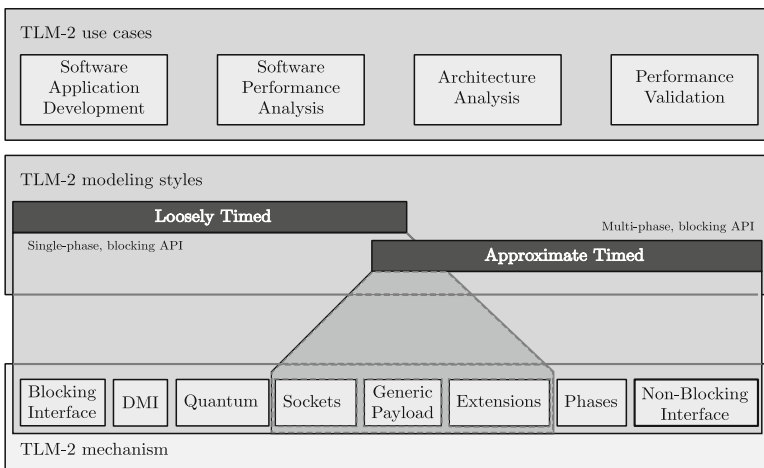 TLM-2 use cases
Software
Application
Development
Software
Performance
Analysis
Architecture
Analysis
Performance
Validation
TLM-2 modeling styles
Loosely Timed
Single-phase, blocking API
Multi-phase, blocking API
Approximate Timed
Blocking
Interface
DMI
Quantum
Sockets
Generic
Payload
Extensions
Phases
Non-Blocking
Interface
TLM-2 mechanism